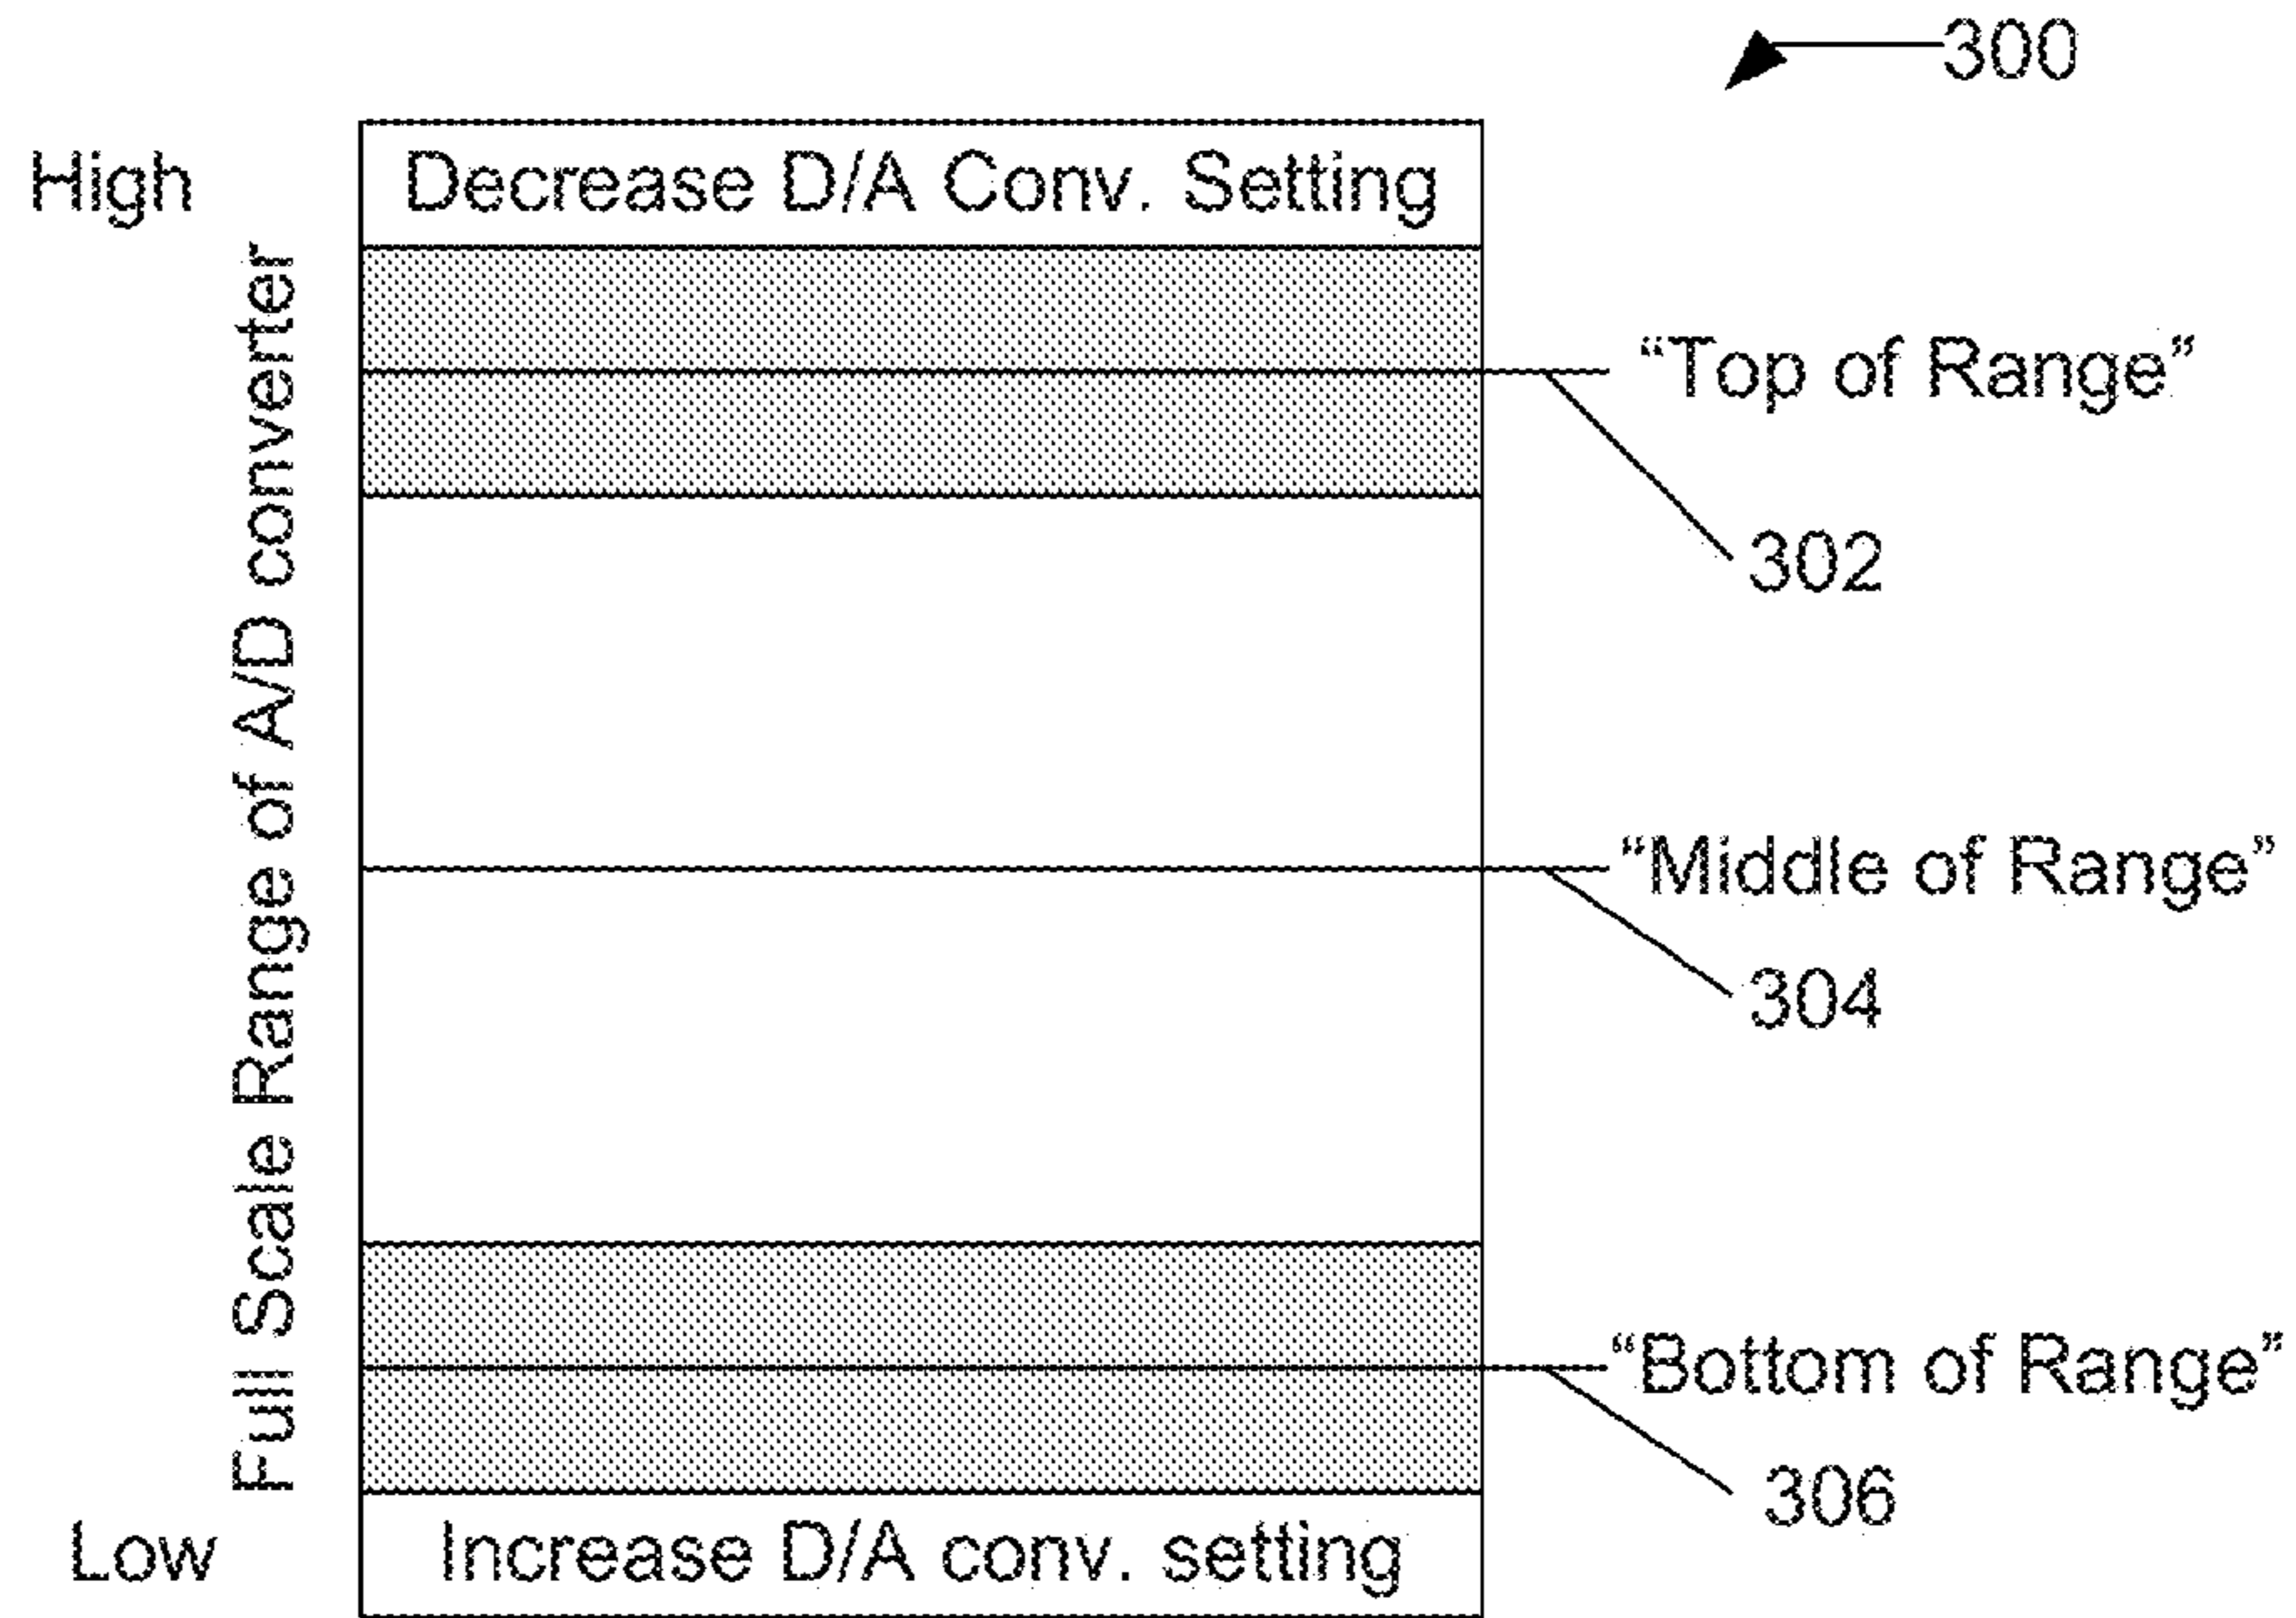 300
High
Decrease D/A Conv. Setting
Full Scale Range of A/D converter
“Top of Range”
302
“Middle of Range”
304
“Bottom of Range”
306
Low
Increase D/A conv. setting